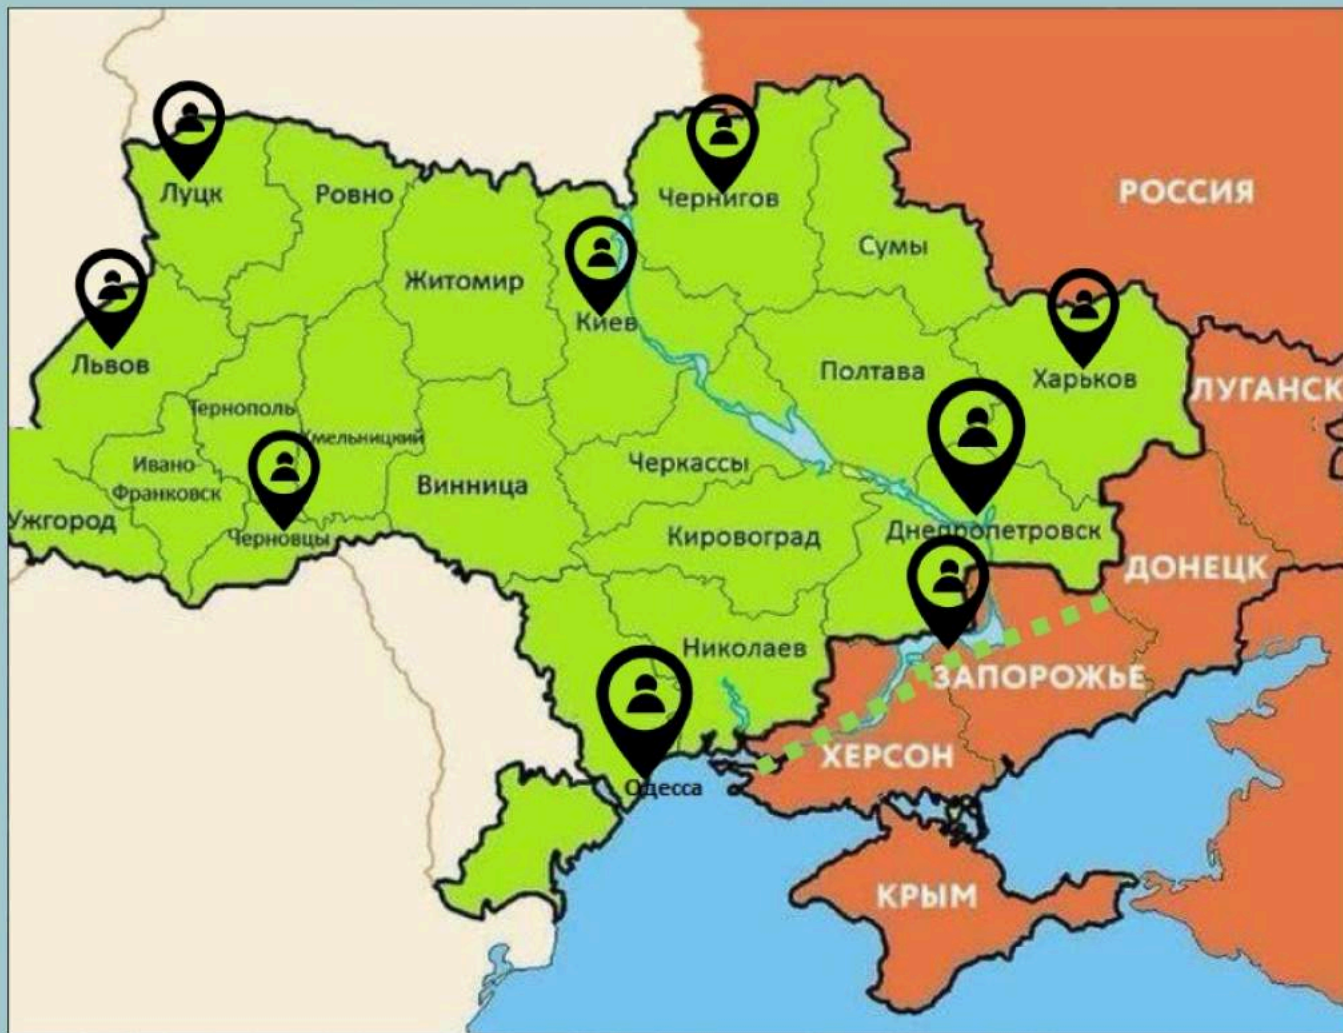 РОССИЯ
Луцк
Ровно
Чернигов
Сумы
Житомир
Киев
Львов
Полтава
Харьков
ЛУГАНСК
Тернополь
Хмельницкий
Ивано-
Франковск
Винница
Черкассы
Ужгород
Черновцы
Кировоград
Днепропетровск
ДОНЕЦК
Николаев
ЗАПОРОЖЬЕ
ХЕРСОН
Одесса
КРЫМ